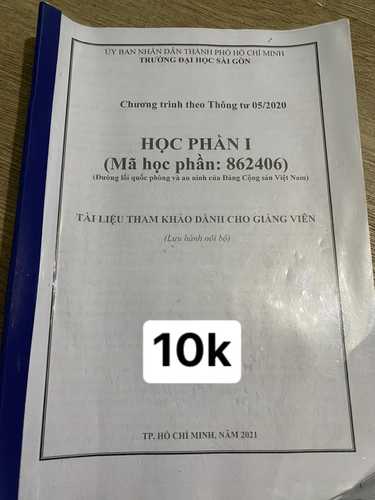 ỦY BAN NHÂN DÂN THÀNH PHỐ HỒ CHÍ MINH
TRƯỜNG ĐẠI HỌC SÀI GÒN
Chương trình theo Thông tư 05/2020
HỌC PHẦN I
(Mã học phần: 862406)
(Đường lối quốc phòng và an ninh của Đảng Cộng sản Việt Nam)
TÀI LIỆU THAM KHẢO DÀNH CHO GIẢNG VIÊN
(Lưu hành nội bộ)
10k
TP. HỒ CHÍ MINH, NĂM 2021